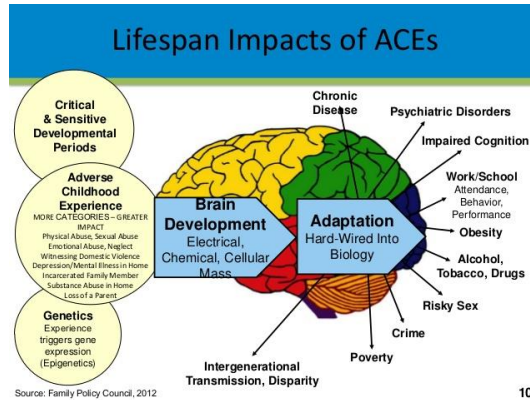 Lifespan Impacts of ACEs
Critical
& Sensitive
Developmental
Periods
Adverse
Childhood
Experience
MORE CATEGORIES – GREATER
IMPACT
Physical Abuse, Sexual Abuse
Emotional Abuse, Neglect
Witnessing Domestic Violence
Depression/Mental Illness in Home
Incarcerated Family Member
Substance Abuse in Home
Loss of a Parent
Genetics
Experience
triggers gene
expression
(Epigenetics)
Brain
Development
Electrical,
Chemical, Cellular
Mass
Adaptation
Hard-Wired Into
Biology
Chronic
Disease
Psychiatric Disorders
Impaired Cognition
Work/School
Attendance,
Behavior,
Performance
Obesity
Alcohol,
Tobacco, Drugs
Risky Sex
Crime
Poverty
Intergenerational
Transmission, Disparity
Source: Family Policy Council, 2012
10